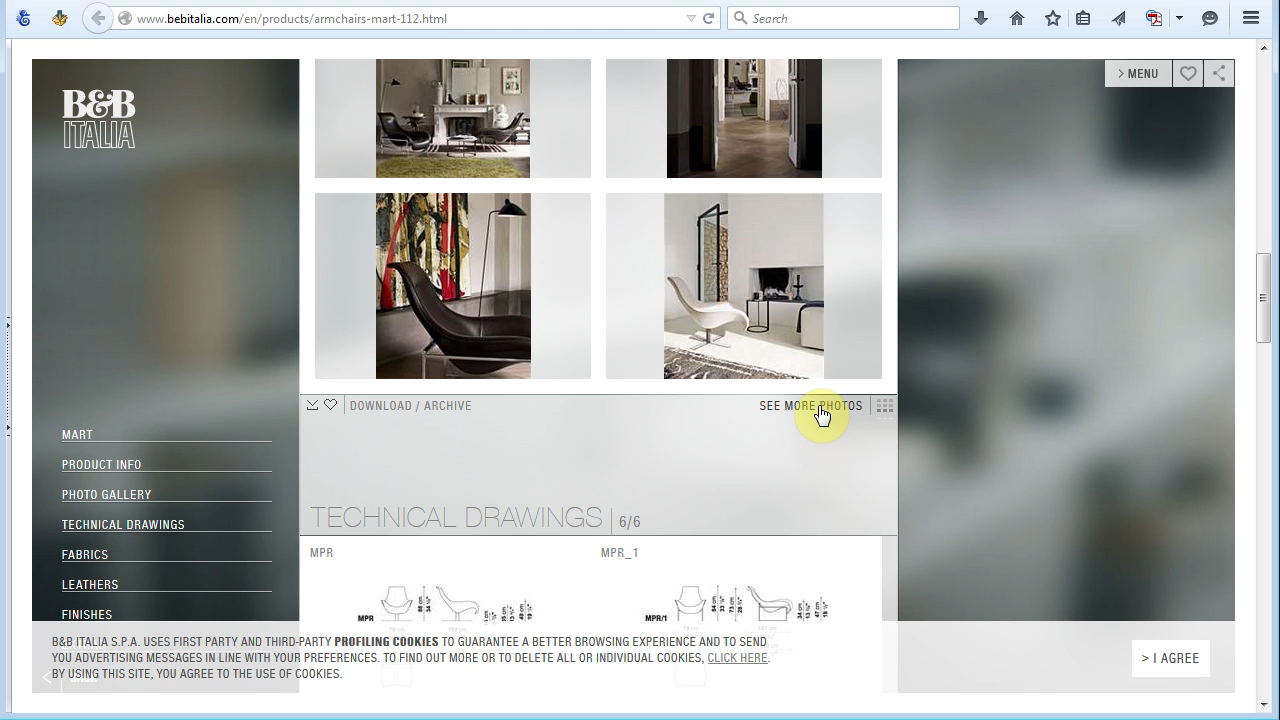 www.bebitalia.com/en/products/armchairs-mart-112.html
Search
B&B
ITALIA
> MENU
DOWNLOAD / ARCHIVE
SEE MORE PHOTOS
MART
PRODUCT INFO
PHOTO GALLERY
TECHNICAL DRAWINGS
FABRICS
LEATHERS
FINISHES
TECHNICAL DRAWINGS 6/6
MPR
MPR_1
MPR
MPR/1
B&B ITALIA S.P.A. USES FIRST PARTY AND THIRD-PARTY PROFILING COOKIES TO GUARANTEE A BETTER BROWSING EXPERIENCE AND TO SEND
YOU ADVERTISING MESSAGES IN LINE WITH YOUR PREFERENCES. TO FIND OUT MORE OR TO DELETE ALL OR INDIVIDUAL COOKIES, CLICK HERE.
BY USING THIS SITE, YOU AGREE TO THE USE OF COOKIES.
> I AGREE